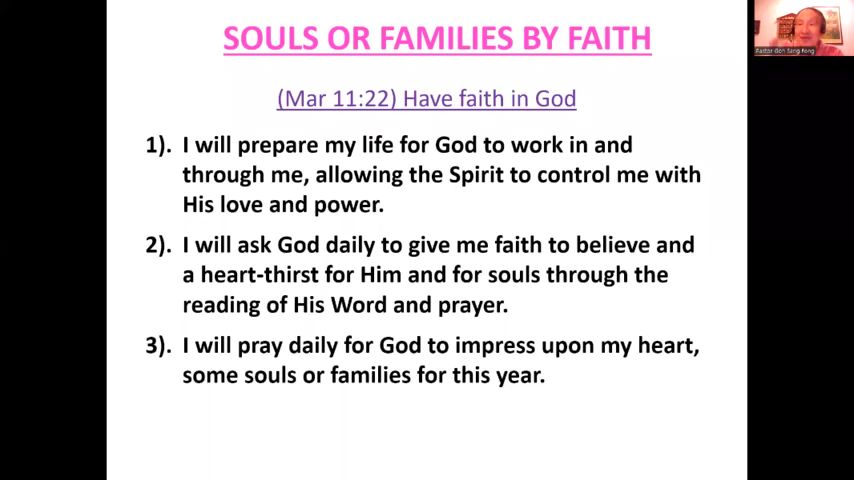 SOULS OR FAMILIES BY FAITH
(Mar 11:22) Have faith in God
1). I will prepare my life for God to work in and
through me, allowing the Spirit to control me with
His love and power.
2). I will ask God daily to give me faith to believe and
a heart-thirst for Him and for souls through the
reading of His Word and prayer.
3). I will pray daily for God to impress upon my heart,
some souls or families for this year.
Pastor Goh Seng Fong